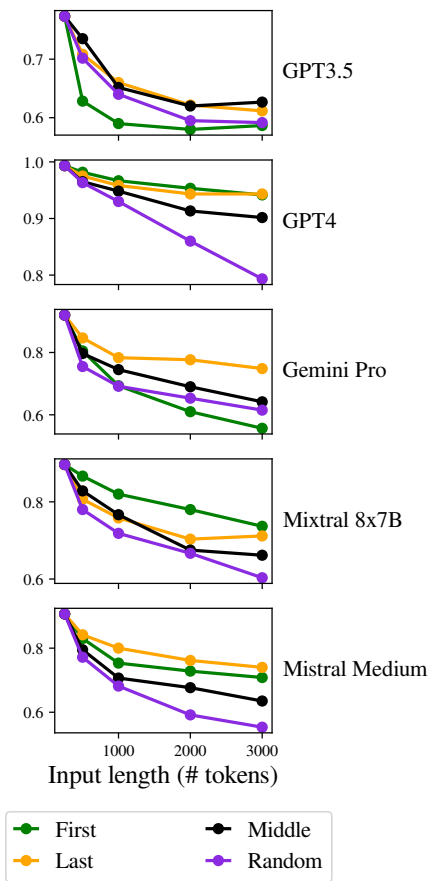 0.7
0.6
GPT3.5
1.0
0.9
0.8
GPT4
0.8
0.6
Gemini Pro
0.8
0.6
Mixtral 8x7B
0.8
0.6
Mistral Medium
1000 2000 3000
Input length (# tokens)
First Middle
Last Random